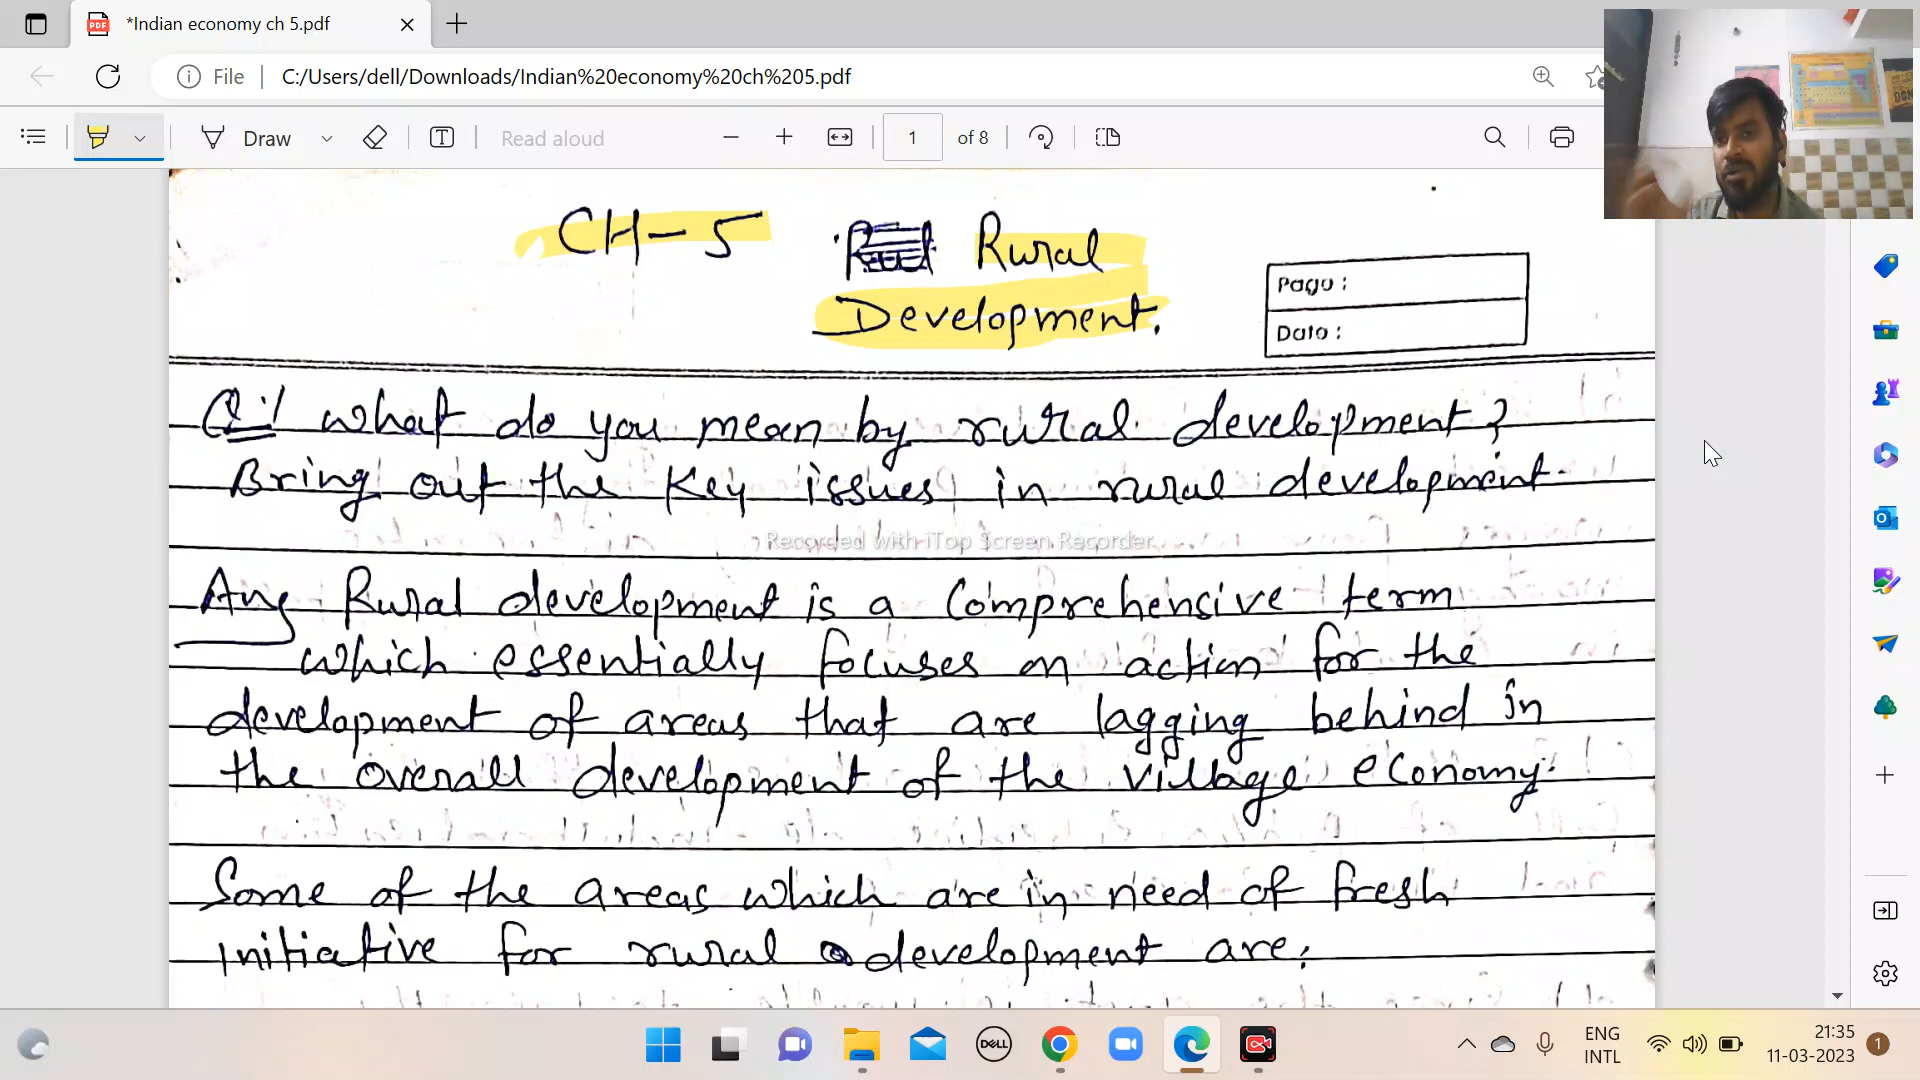 *Indian economy ch 5.pdf
File
C:/Users/dell/Downloads/Indian%20economy%20ch%205.pdf
Draw
Read aloud
1 of 8
CH-5 Rural
Development.
Page :
Date :
Q:1 What do you mean by rural development?
Bring out the key issues in rural development.
Recorded with iTop Screen Recorder
Ans Rural development is a comprehensive term
which essentially focuses on action for the
development of areas that are lagging behind in
the overall development of the village economy.
Some of the areas which are in need of fresh
initiative for rural development are:
DELL
ENG
INTL
21:35
11-03-2023
1